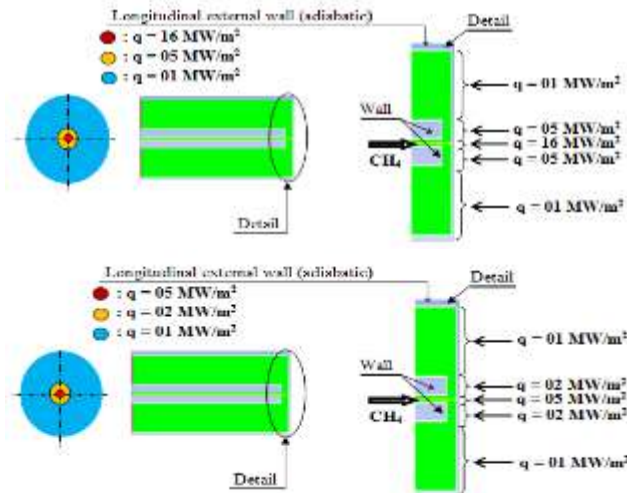 Longitudinal external wall (adiabatic)
Detail
: q = 16 MW/m²
: q = 05 MW/m²
: q = 01 MW/m²
q = 01 MW/m²
Wall
q = 05 MW/m²
q = 16 MW/m²
CH₄
q = 05 MW/m²
q = 01 MW/m²
Detail
Longitudinal external wall (adiabatic)
Detail
: q = 05 MW/m²
: q = 02 MW/m²
: q = 01 MW/m²
q = 01 MW/m²
Wall
q = 02 MW/m²
q = 05 MW/m²
CH₄
q = 02 MW/m²
q = 01 MW/m²
Detail